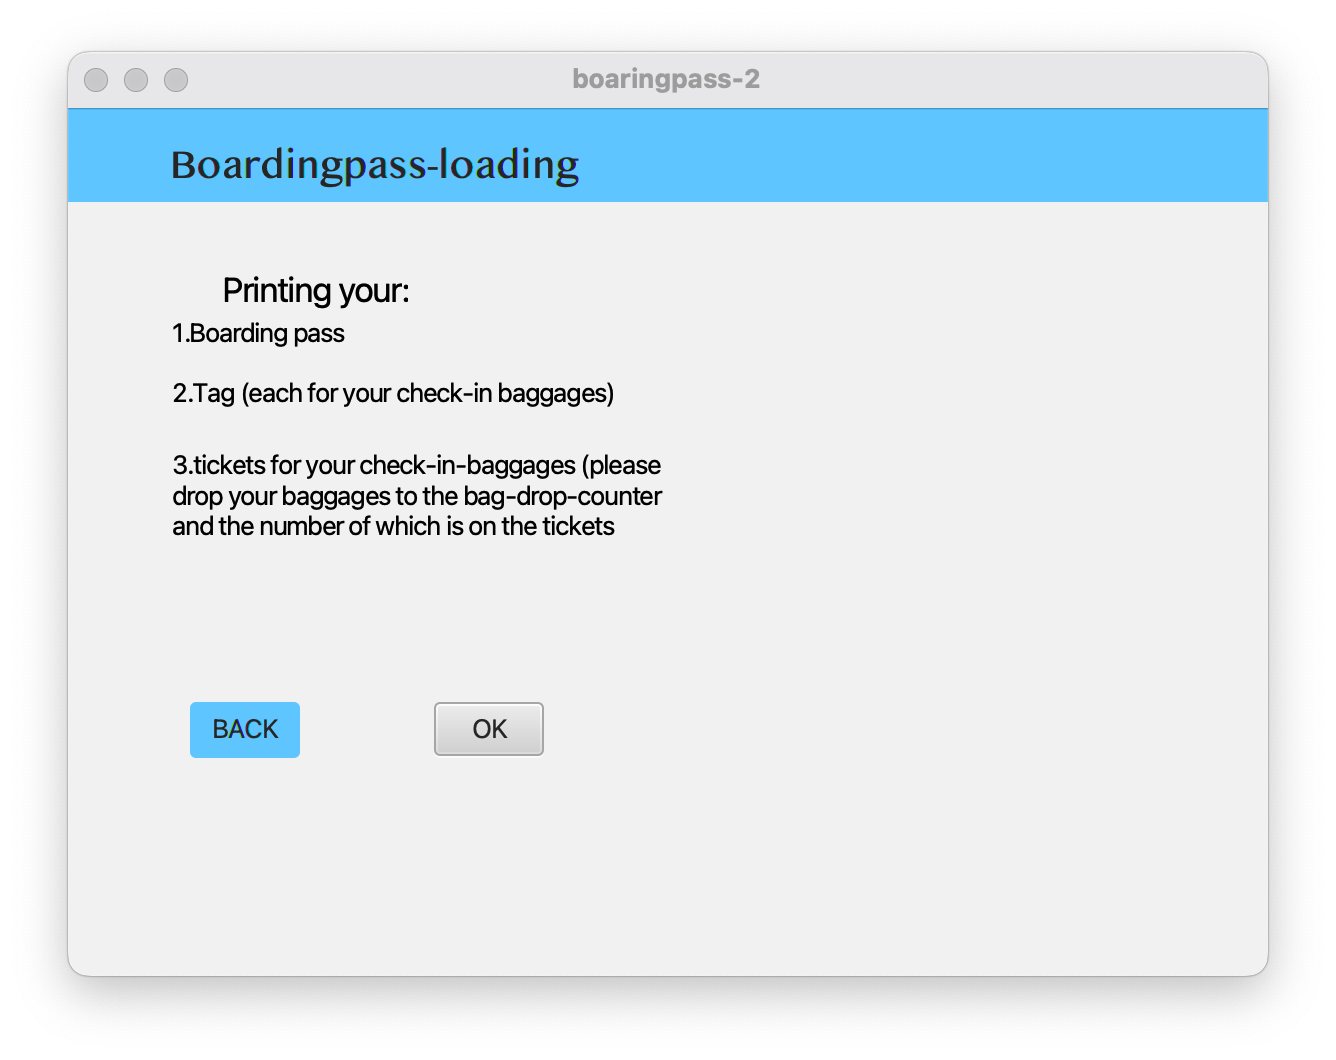 boaringpass-2
Boardingpass-loading
Printing your:
1.Boarding pass
2.Tag (each for your check-in baggages)
3.tickets for your check-in-baggages (please
drop your baggages to the bag-drop-counter
and the number of which is on the tickets
BACK
OK